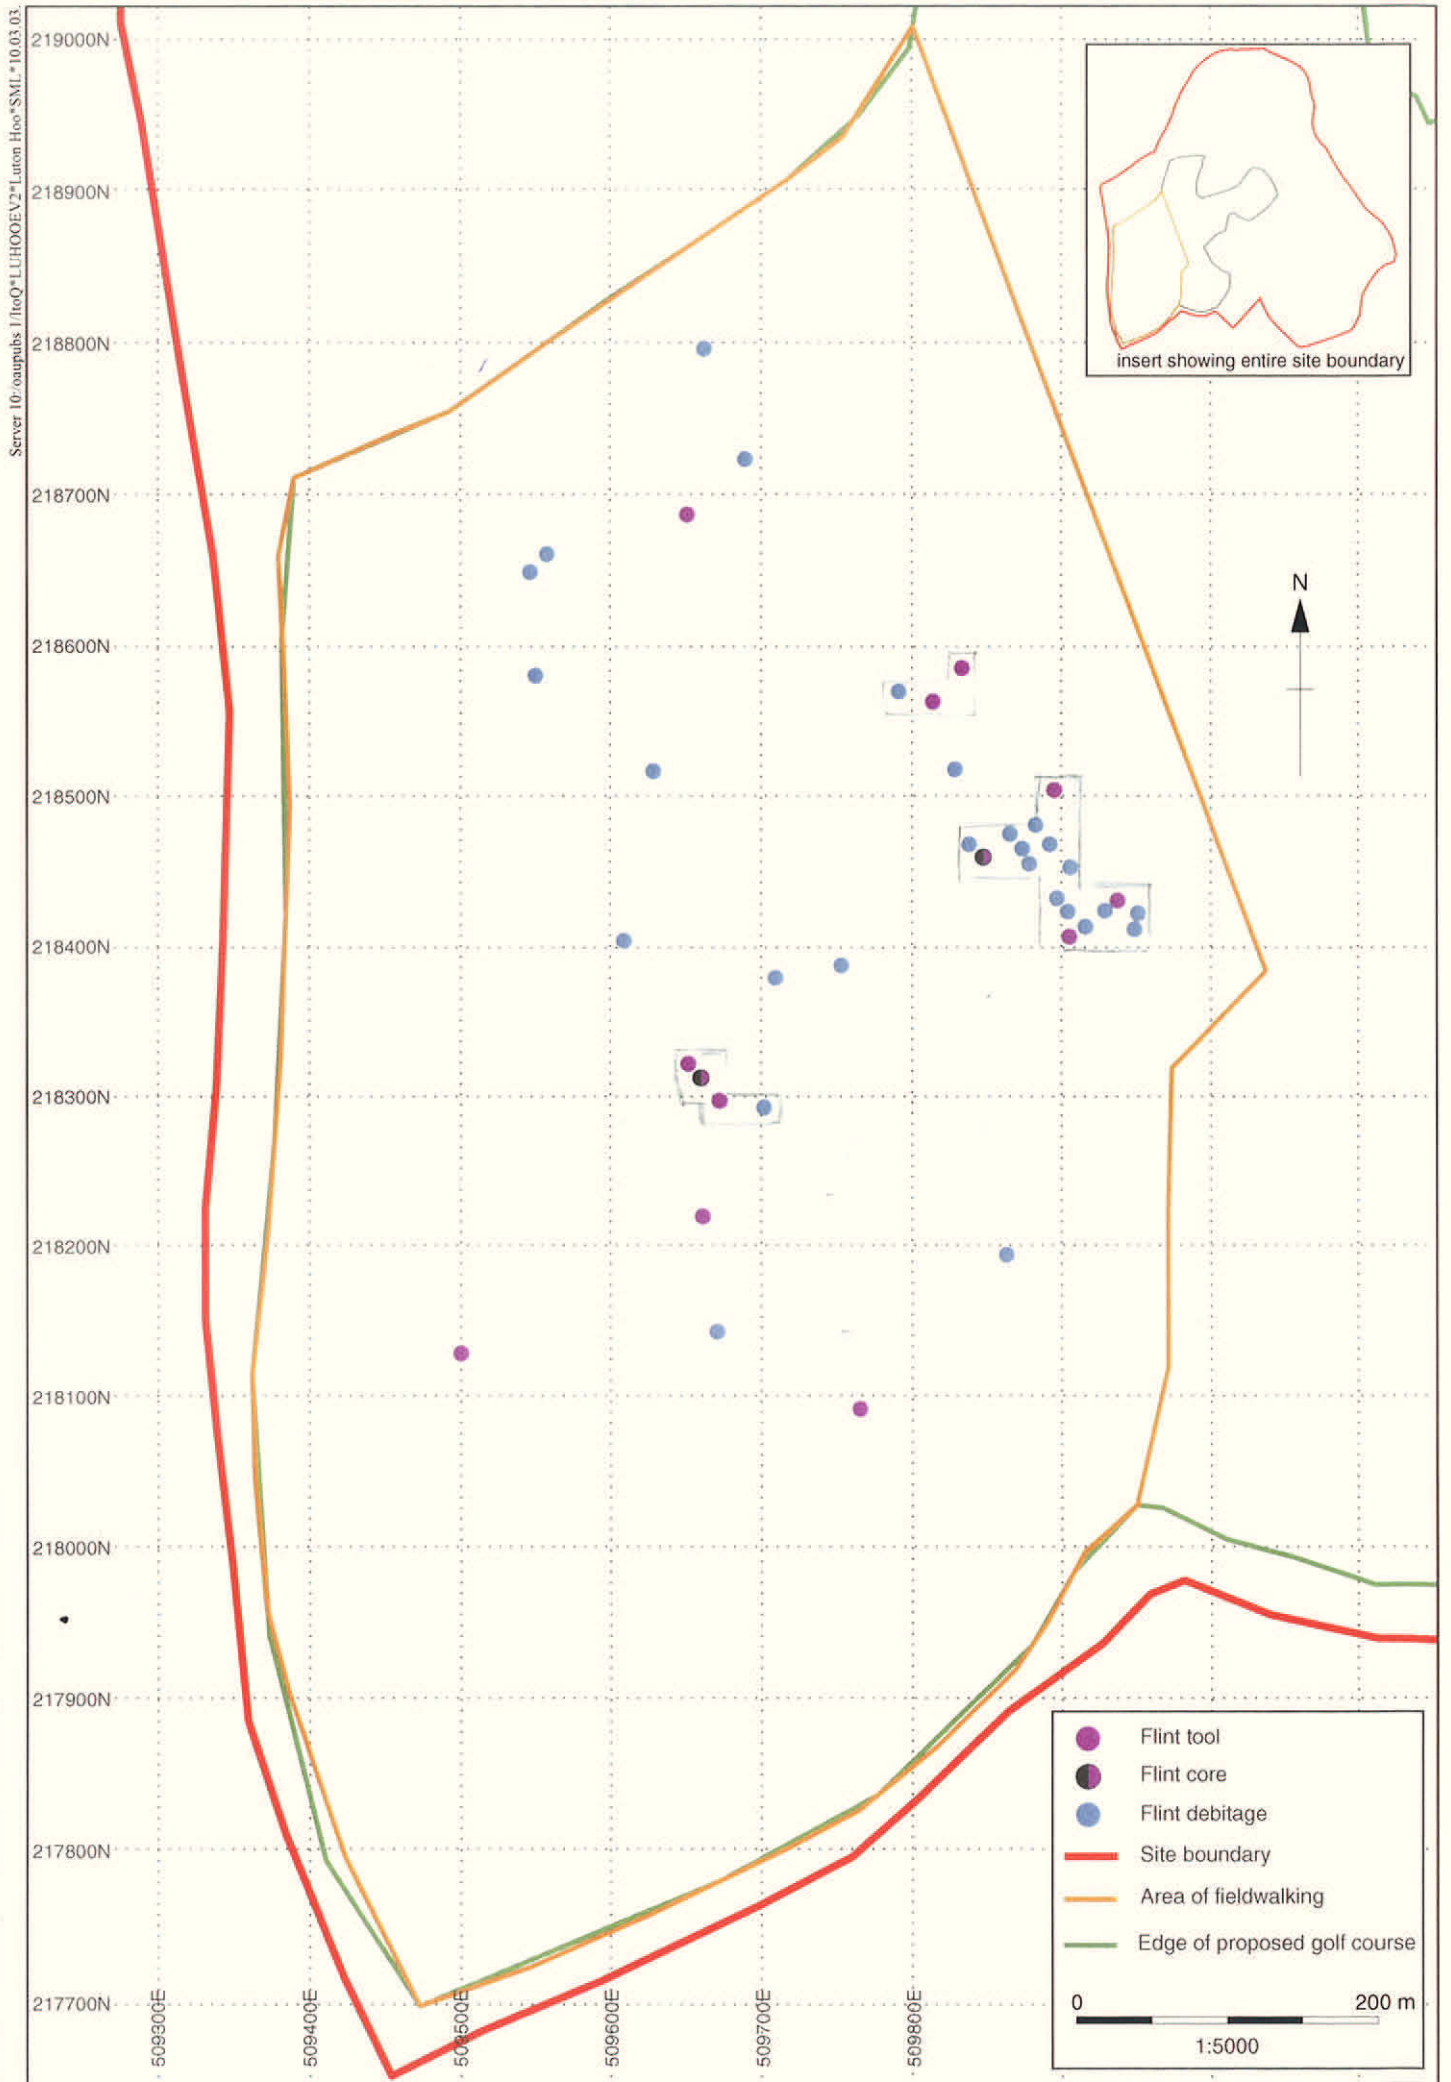 Server 10:/oaupubs 1/ItoQ*LUHOOEV2*Luton Hoo*SML*10.03.03.
219000N
218900N
218800N
218700N
218600N
218500N
218400N
218300N
218200N
218100N
218000N
217900N
217800N
217700N
509300E
509400E
509500E
509600E
509700E
509800E
insert showing entire site boundary
N
Flint tool
Flint core
Flint debitage
Site boundary
Area of fieldwalking
Edge of proposed golf course
0 200 m
1:5000